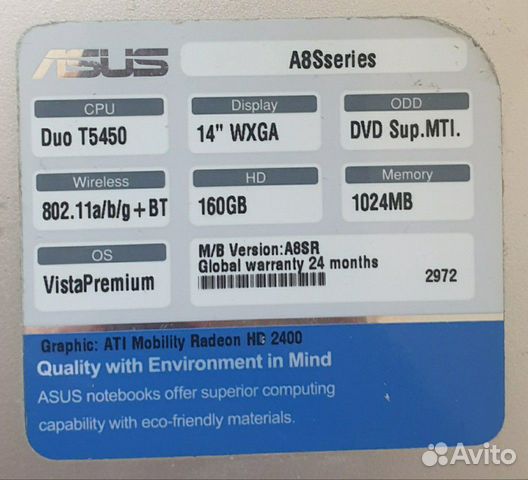 ASUS
A8Sseries
CPU
Display
ODD
Duo T5450
14" WXGA
DVD Sup.MTI.
Wireless
HD
Memory
802.11a/b/g+BT
160GB
1024MB
OS
M/B Version:A8SR
Global warranty 24 months
VistaPremium
2972
Graphic: ATI Mobility Radeon HD 2400
Quality with Environment in Mind
ASUS notebooks offer superior computing
capability with eco-friendly materials.
Avito